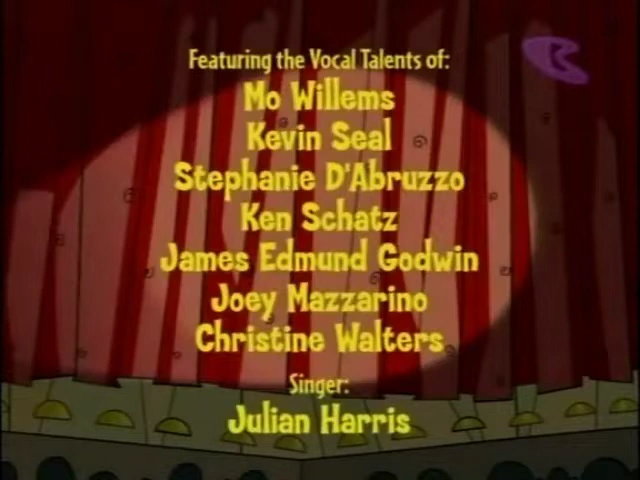 Featuring the Vocal Talents of:
Mo Willems
Kevin Seal
Stephanie D'Abruzzo
Ken Schatz
James Edmund Godwin
Joey Mazzarino
Christine Walters
Singer:
Julian Harris